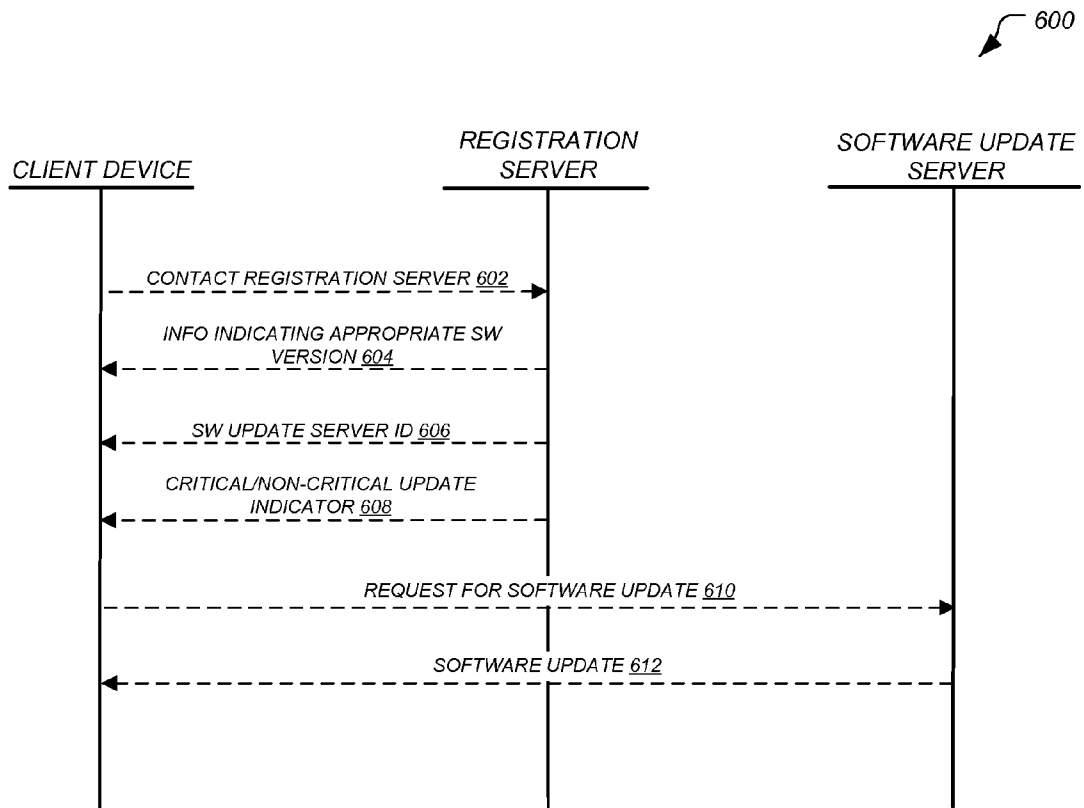 600
CLIENT DEVICE
REGISTRATION
SERVER
SOFTWARE UPDATE
SERVER
CONTACT REGISTRATION SERVER 602
INFO INDICATING APPROPRIATE SW
VERSION 604
SW UPDATE SERVER ID 606
CRITICAL/NON-CRITICAL UPDATE
INDICATOR 608
REQUEST FOR SOFTWARE UPDATE 610
SOFTWARE UPDATE 612